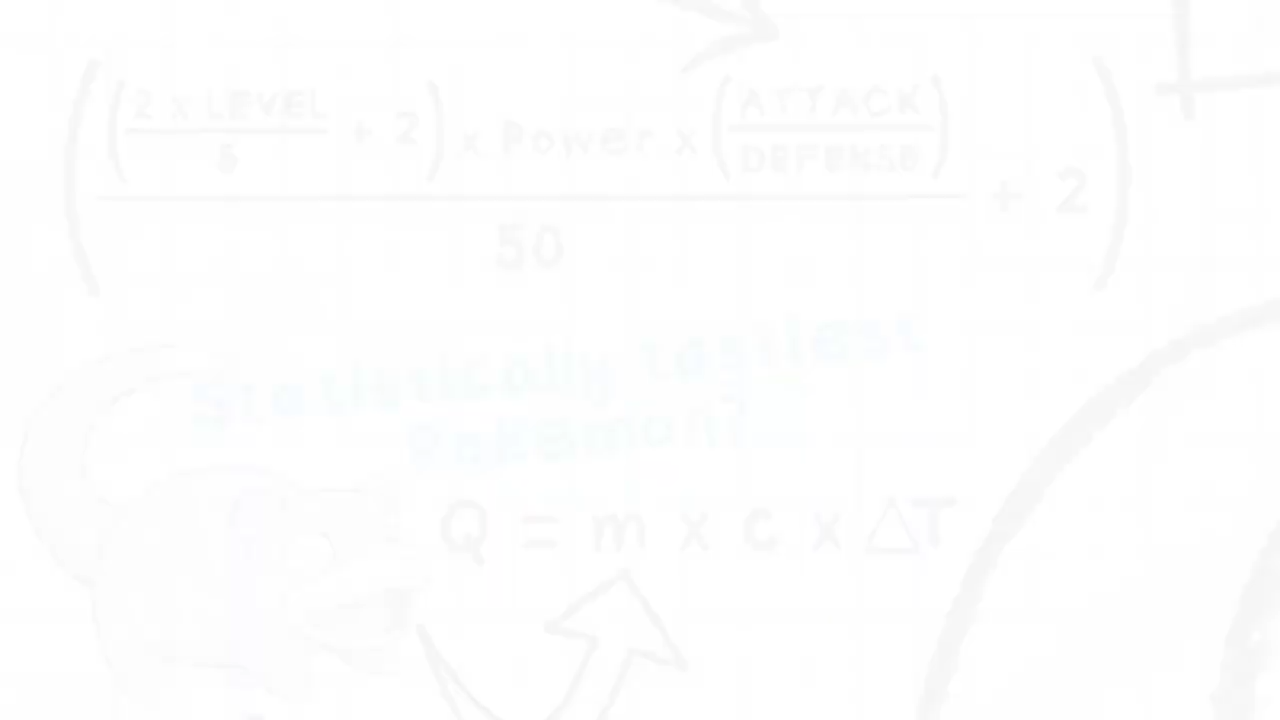 ((2 x LEVEL / 5 + 2) x Power x (ATTACK / DEFENSE) / 50 + 2)
Statistically tastiest
Pokemon?
Q = m x c x ΔT